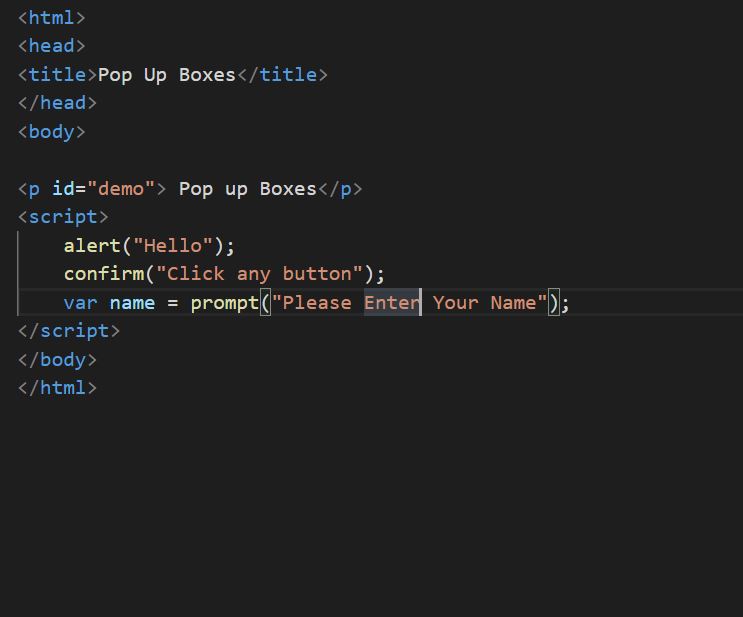 <html>
<head>
<title>Pop Up Boxes</title>
</head>
<body>
<p id="demo"> Pop up Boxes</p>
<script>
alert("Hello");
confirm("Click any button");
var name = prompt("Please Enter Your Name");
</script>
</body>
</html>